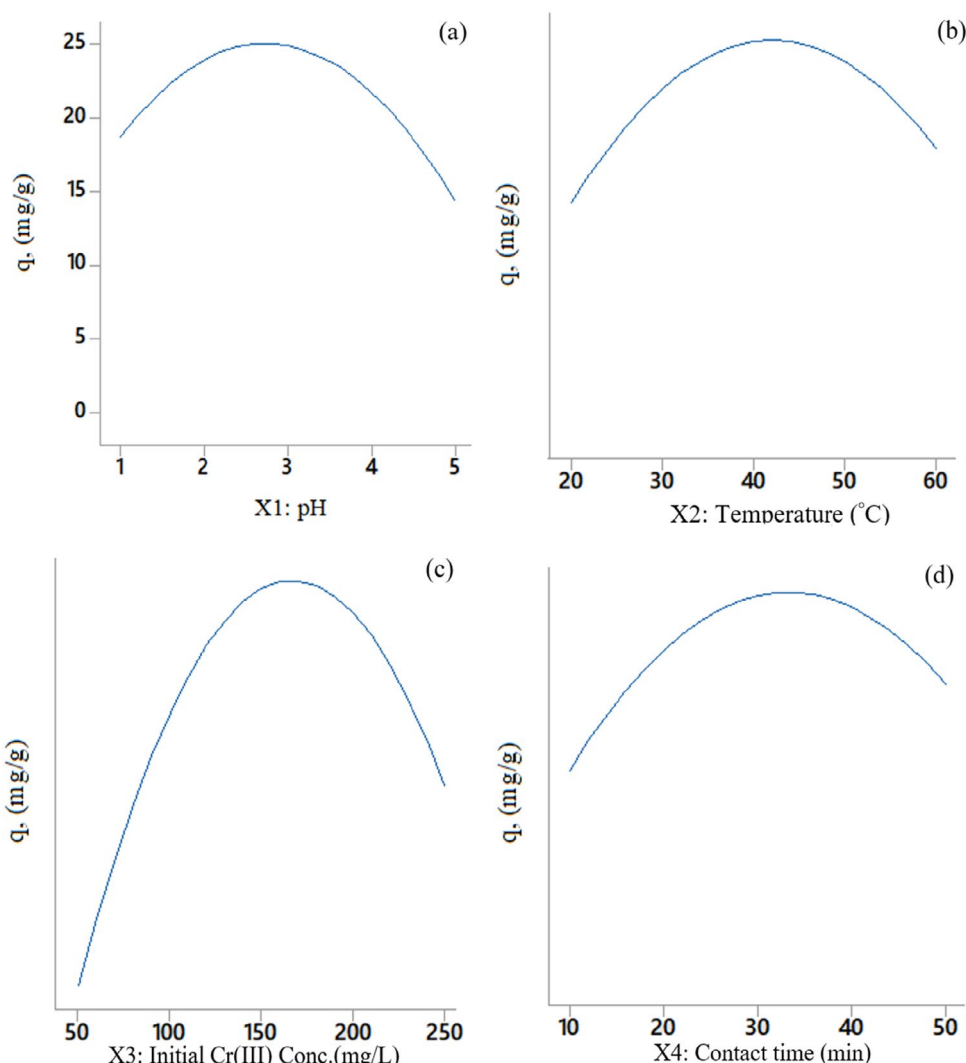 (a)
25
20
15
10
5
0
q, (mg/g)
1 2 3 4 5
X1: pH
(b)
q, (mg/g)
20 30 40 50 60
X2: Temperature (°C)
(c)
q, (mg/g)
50 100 150 200 250
X3: Initial Cr(III) Conc.(mg/L)
(d)
q, (mg/g)
10 20 30 40 50
X4: Contact time (min)